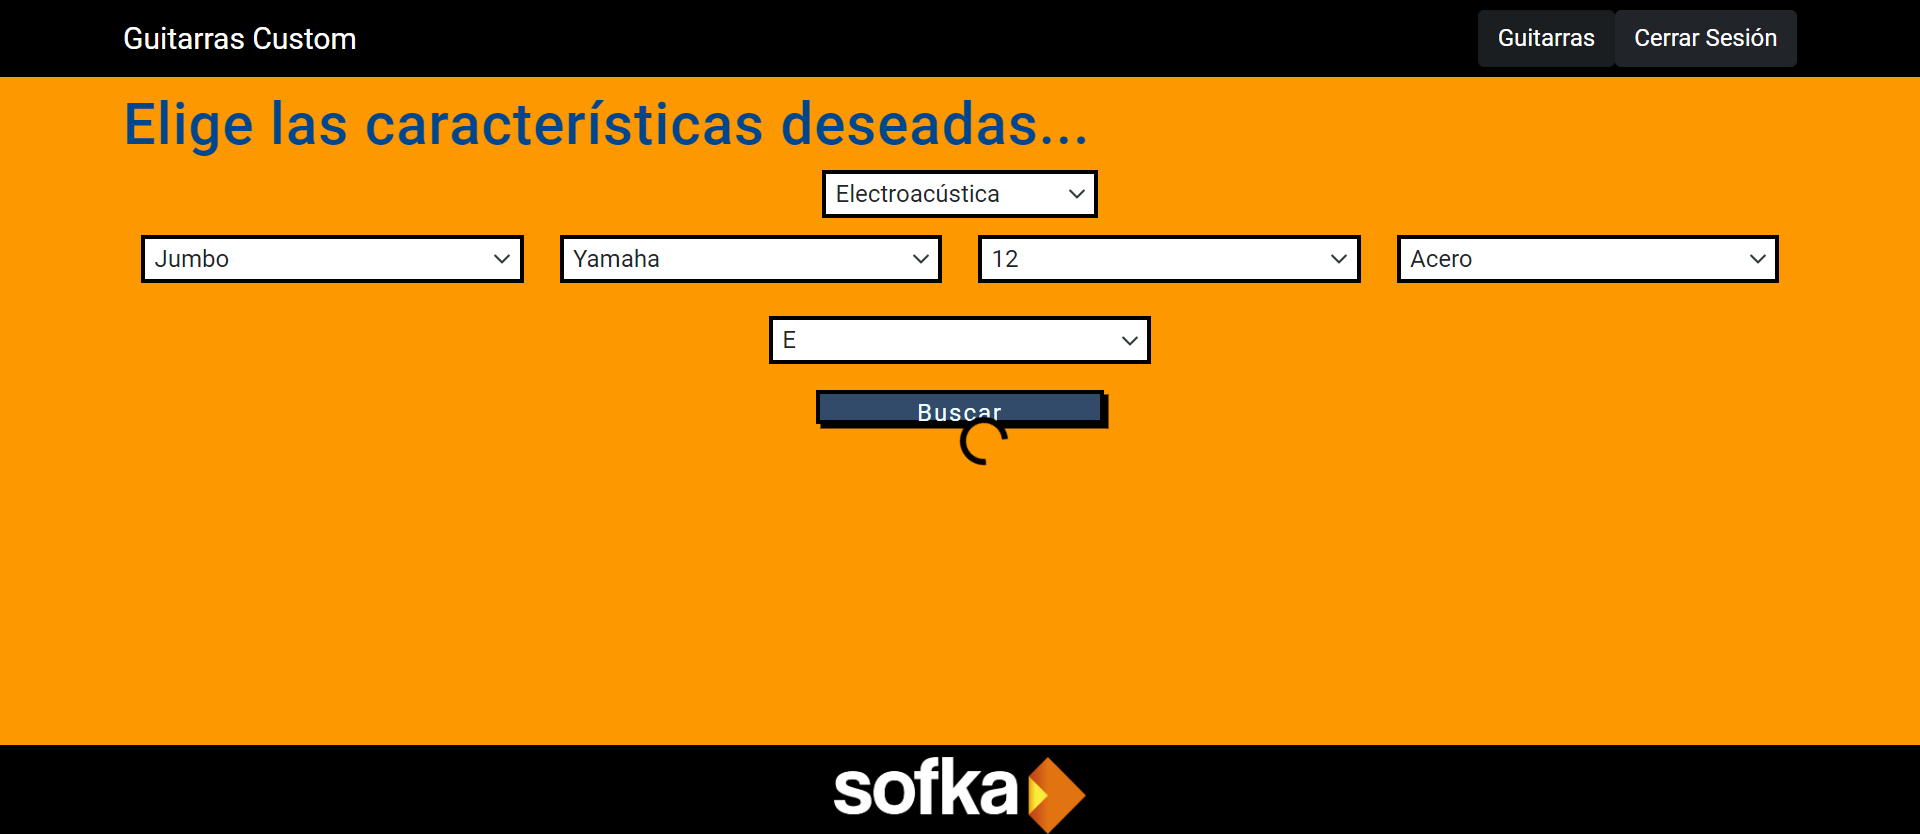 Guitarras Custom
Guitarras
Cerrar Sesión
Elige las características deseadas...
Electroacústica
Jumbo
Yamaha
12
Acero
E
Buscar
sofka